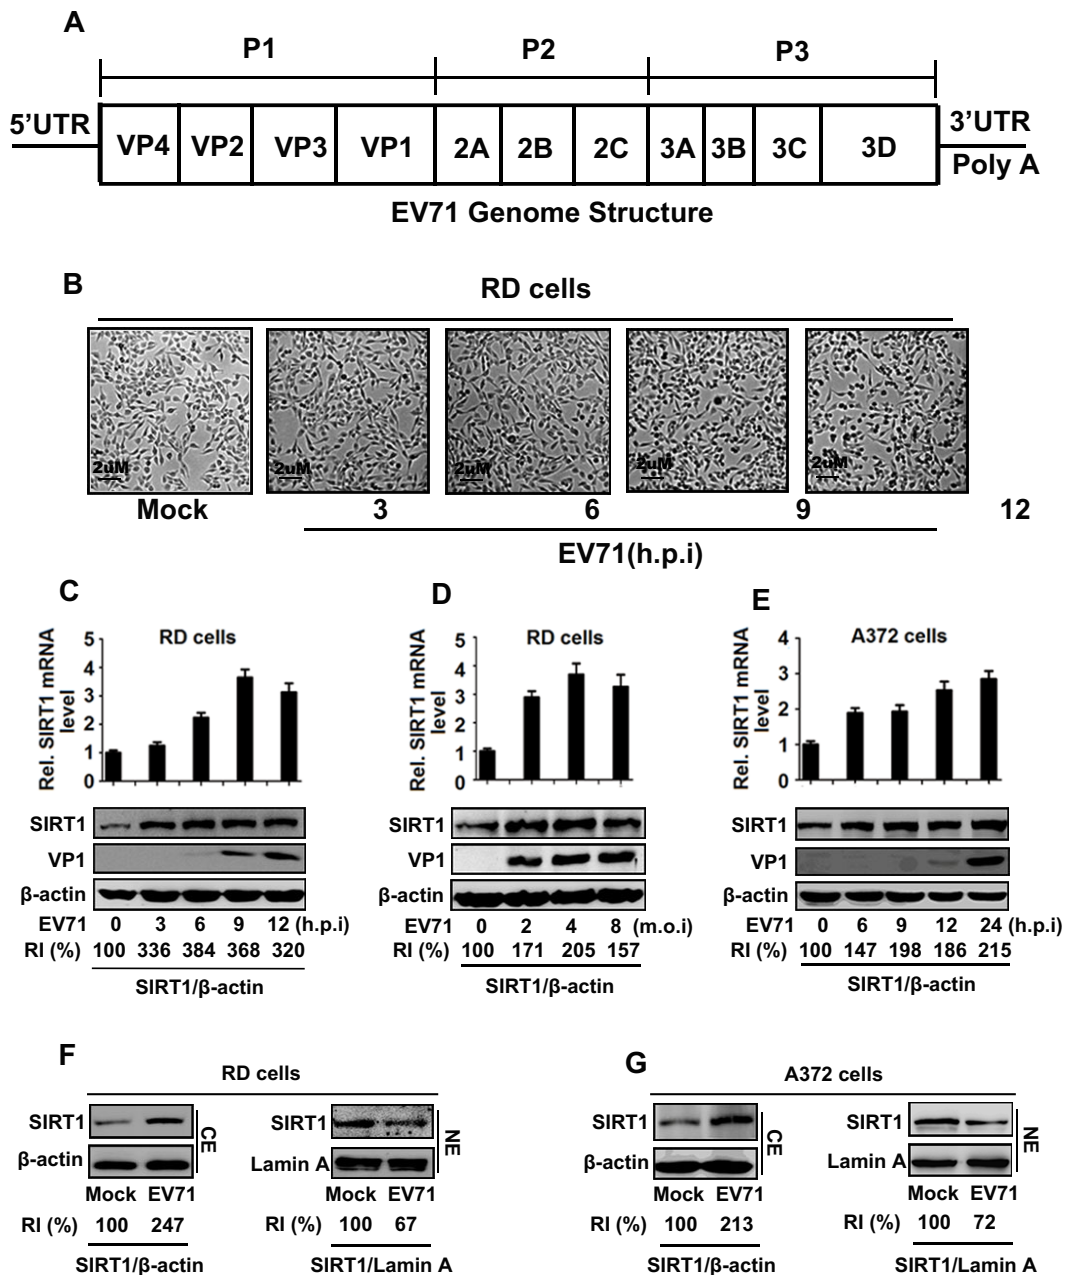 A
P1 P2 P3
5'UTR VP4 VP2 VP3 VP1 2A 2B 2C 3A 3B 3C 3D 3'UTR
Poly A
EV71 Genome Structure
B
RD cells
2uM 2uM 2uM 2uM 2uM
Mock 3 6 9 12
EV71(h.p.i)
C
RD cells
Rel. SIRT1 mRNA
level
5
4
3
2
1
0
SIRT1
VP1
β-actin
EV71 0 3 6 9 12 (h.p.i)
RI (%) 100 336 384 368 320
SIRT1/β-actin
D
RD cells
Rel. SIRT1 mRNA
level
5
4
3
2
1
0
SIRT1
VP1
β-actin
EV71 0 2 4 8 (m.o.i)
RI (%) 100 171 205 157
SIRT1/β-actin
E
A372 cells
Rel. SIRT1 mRNA
level
4
3
2
1
0
SIRT1
VP1
β-actin
EV71 0 6 9 12 24 (h.p.i)
RI (%) 100 147 198 186 215
SIRT1/β-actin
F
RD cells
SIRT1
β-actin
CE
Mock EV71
RI (%) 100 247
SIRT1/β-actin
SIRT1
Lamin A
NE
Mock EV71
RI (%) 100 67
SIRT1/Lamin A
G
A372 cells
SIRT1
β-actin
CE
Mock EV71
RI (%) 100 213
SIRT1/β-actin
SIRT1
Lamin A
NE
Mock EV71
RI (%) 100 72
SIRT1/Lamin A